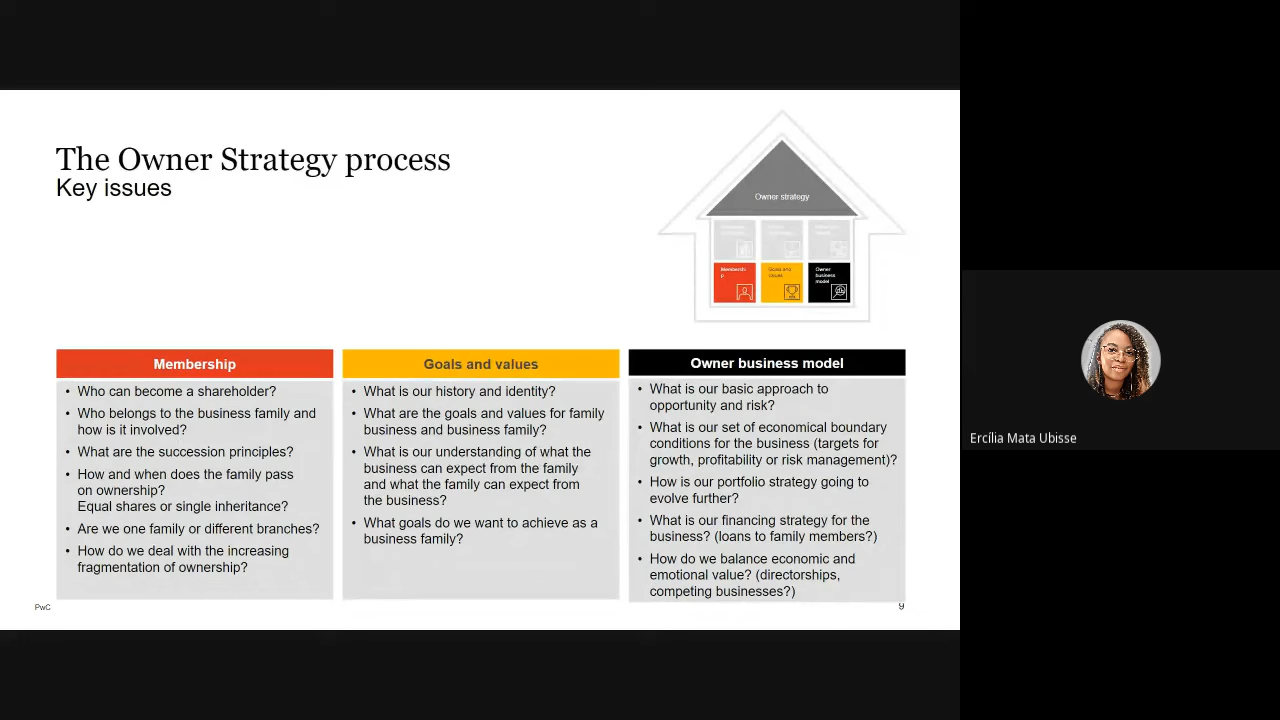 The Owner Strategy process
Key issues
Owner strategy
Membershi
p
Goals and
values
Owner
business
model
Membership
• Who can become a shareholder?
• Who belongs to the business family and
how is it involved?
• What are the succession principles?
• How and when does the family pass
on ownership?
Equal shares or single inheritance?
• Are we one family or different branches?
• How do we deal with the increasing
fragmentation of ownership?
Goals and values
• What is our history and identity?
• What are the goals and values for family
business and business family?
• What is our understanding of what the
business can expect from the family
and what the family can expect from
the business?
• What goals do we want to achieve as a
business family?
Owner business model
• What is our basic approach to
opportunity and risk?
• What is our set of economical boundary
conditions for the business (targets for
growth, profitability or risk management)?
• How is our portfolio strategy going to
evolve further?
• What is our financing strategy for the
business? (loans to family members?)
• How do we balance economic and
emotional value? (directorships,
competing businesses?)
PwC
9
Ercília Mata Ubisse